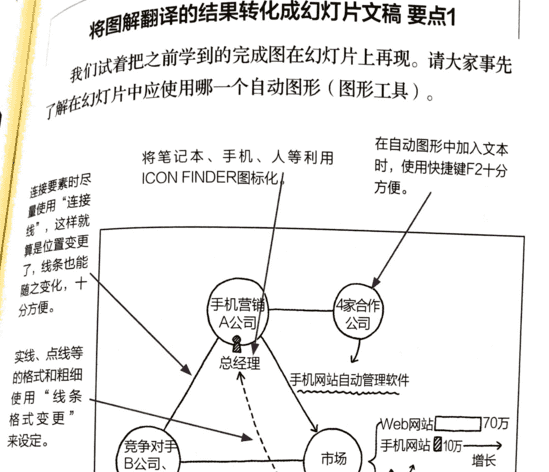 将图解翻译的结果转化成幻灯片文稿 要点1
我们试着把之前学到的完成图在幻灯片上再现。请大家事先
了解在幻灯片中应使用哪一个自动图形（图形工具）。
将笔记本、手机、人等利用
ICON FINDER图标化。
在自动图形中加入文本
时，使用快捷键F2十分
方便。
连接要素时尽
量使用“连接
线”，这样就
算是位置变更
了，线条也能
随之变化，十
分方便。
手机营销
A公司
4家合作
公司
总经理
手机网站自动管理软件
实线、点线等
的格式和粗细
使用“线条
格式变更”
来设定。
竞争对手
B公司、
市场
Web网站 70万
手机网站 10万
增长